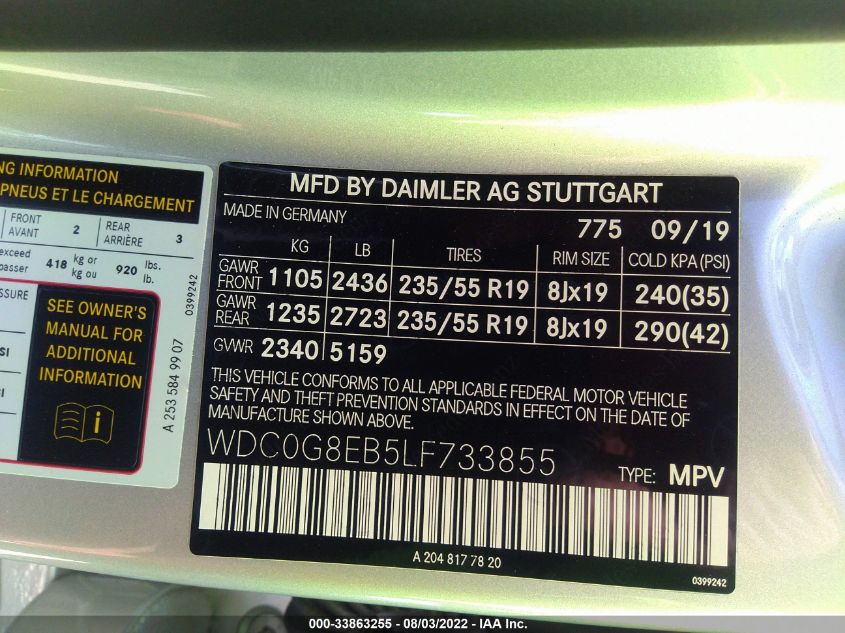 NG INFORMATION
PNEUS ET LE CHARGEMENT
FRONT AVANT 2 REAR ARRIÈRE 3
exceed
passer 418 kg or kg ou 920 lbs. lb.
0399242
SEE OWNER'S
MANUAL FOR
ADDITIONAL
INFORMATION
i
A 253 584 99 07
MFD BY DAIMLER AG STUTTGART
MADE IN GERMANY 775 09/19
KG LB TIRES RIM SIZE COLD KPA(PSI)
GAWR FRONT 1105 2436 235/55 R19 8Jx19 240(35)
GAWR REAR 1235 2723 235/55 R19 8Jx19 290(42)
GVWR 2340 5159
THIS VEHICLE CONFORMS TO ALL APPLICABLE FEDERAL MOTOR VEHICLE
SAFETY AND THEFT PREVENTION STANDARDS IN EFFECT ON THE DATE OF
MANUFACTURE SHOWN ABOVE.
WDC0G8EB5LF733855 TYPE: MPV
A 204 817 78 20
0399242
000-33863255 - 08/03/2022 - IAA Inc.